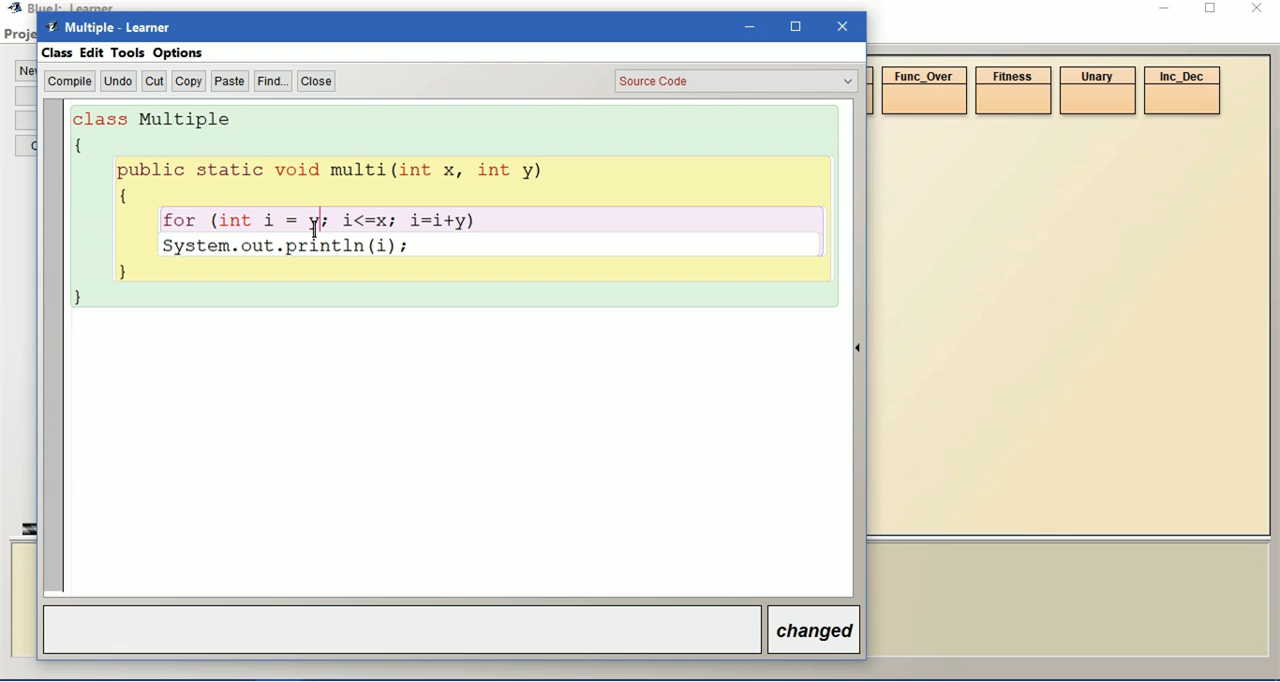 BlueJ: Learner
Multiple - Learner
Proje
Class Edit Tools Options
Ne
Compile Undo Cut Copy Paste Find... Close
Source Code
Func_Over Fitness Unary Inc_Dec
C
class Multiple
{
public static void multi(int x, int y)
{
for (int i = y; i<=x; i=i+y)
System.out.println(i);
}
}
changed